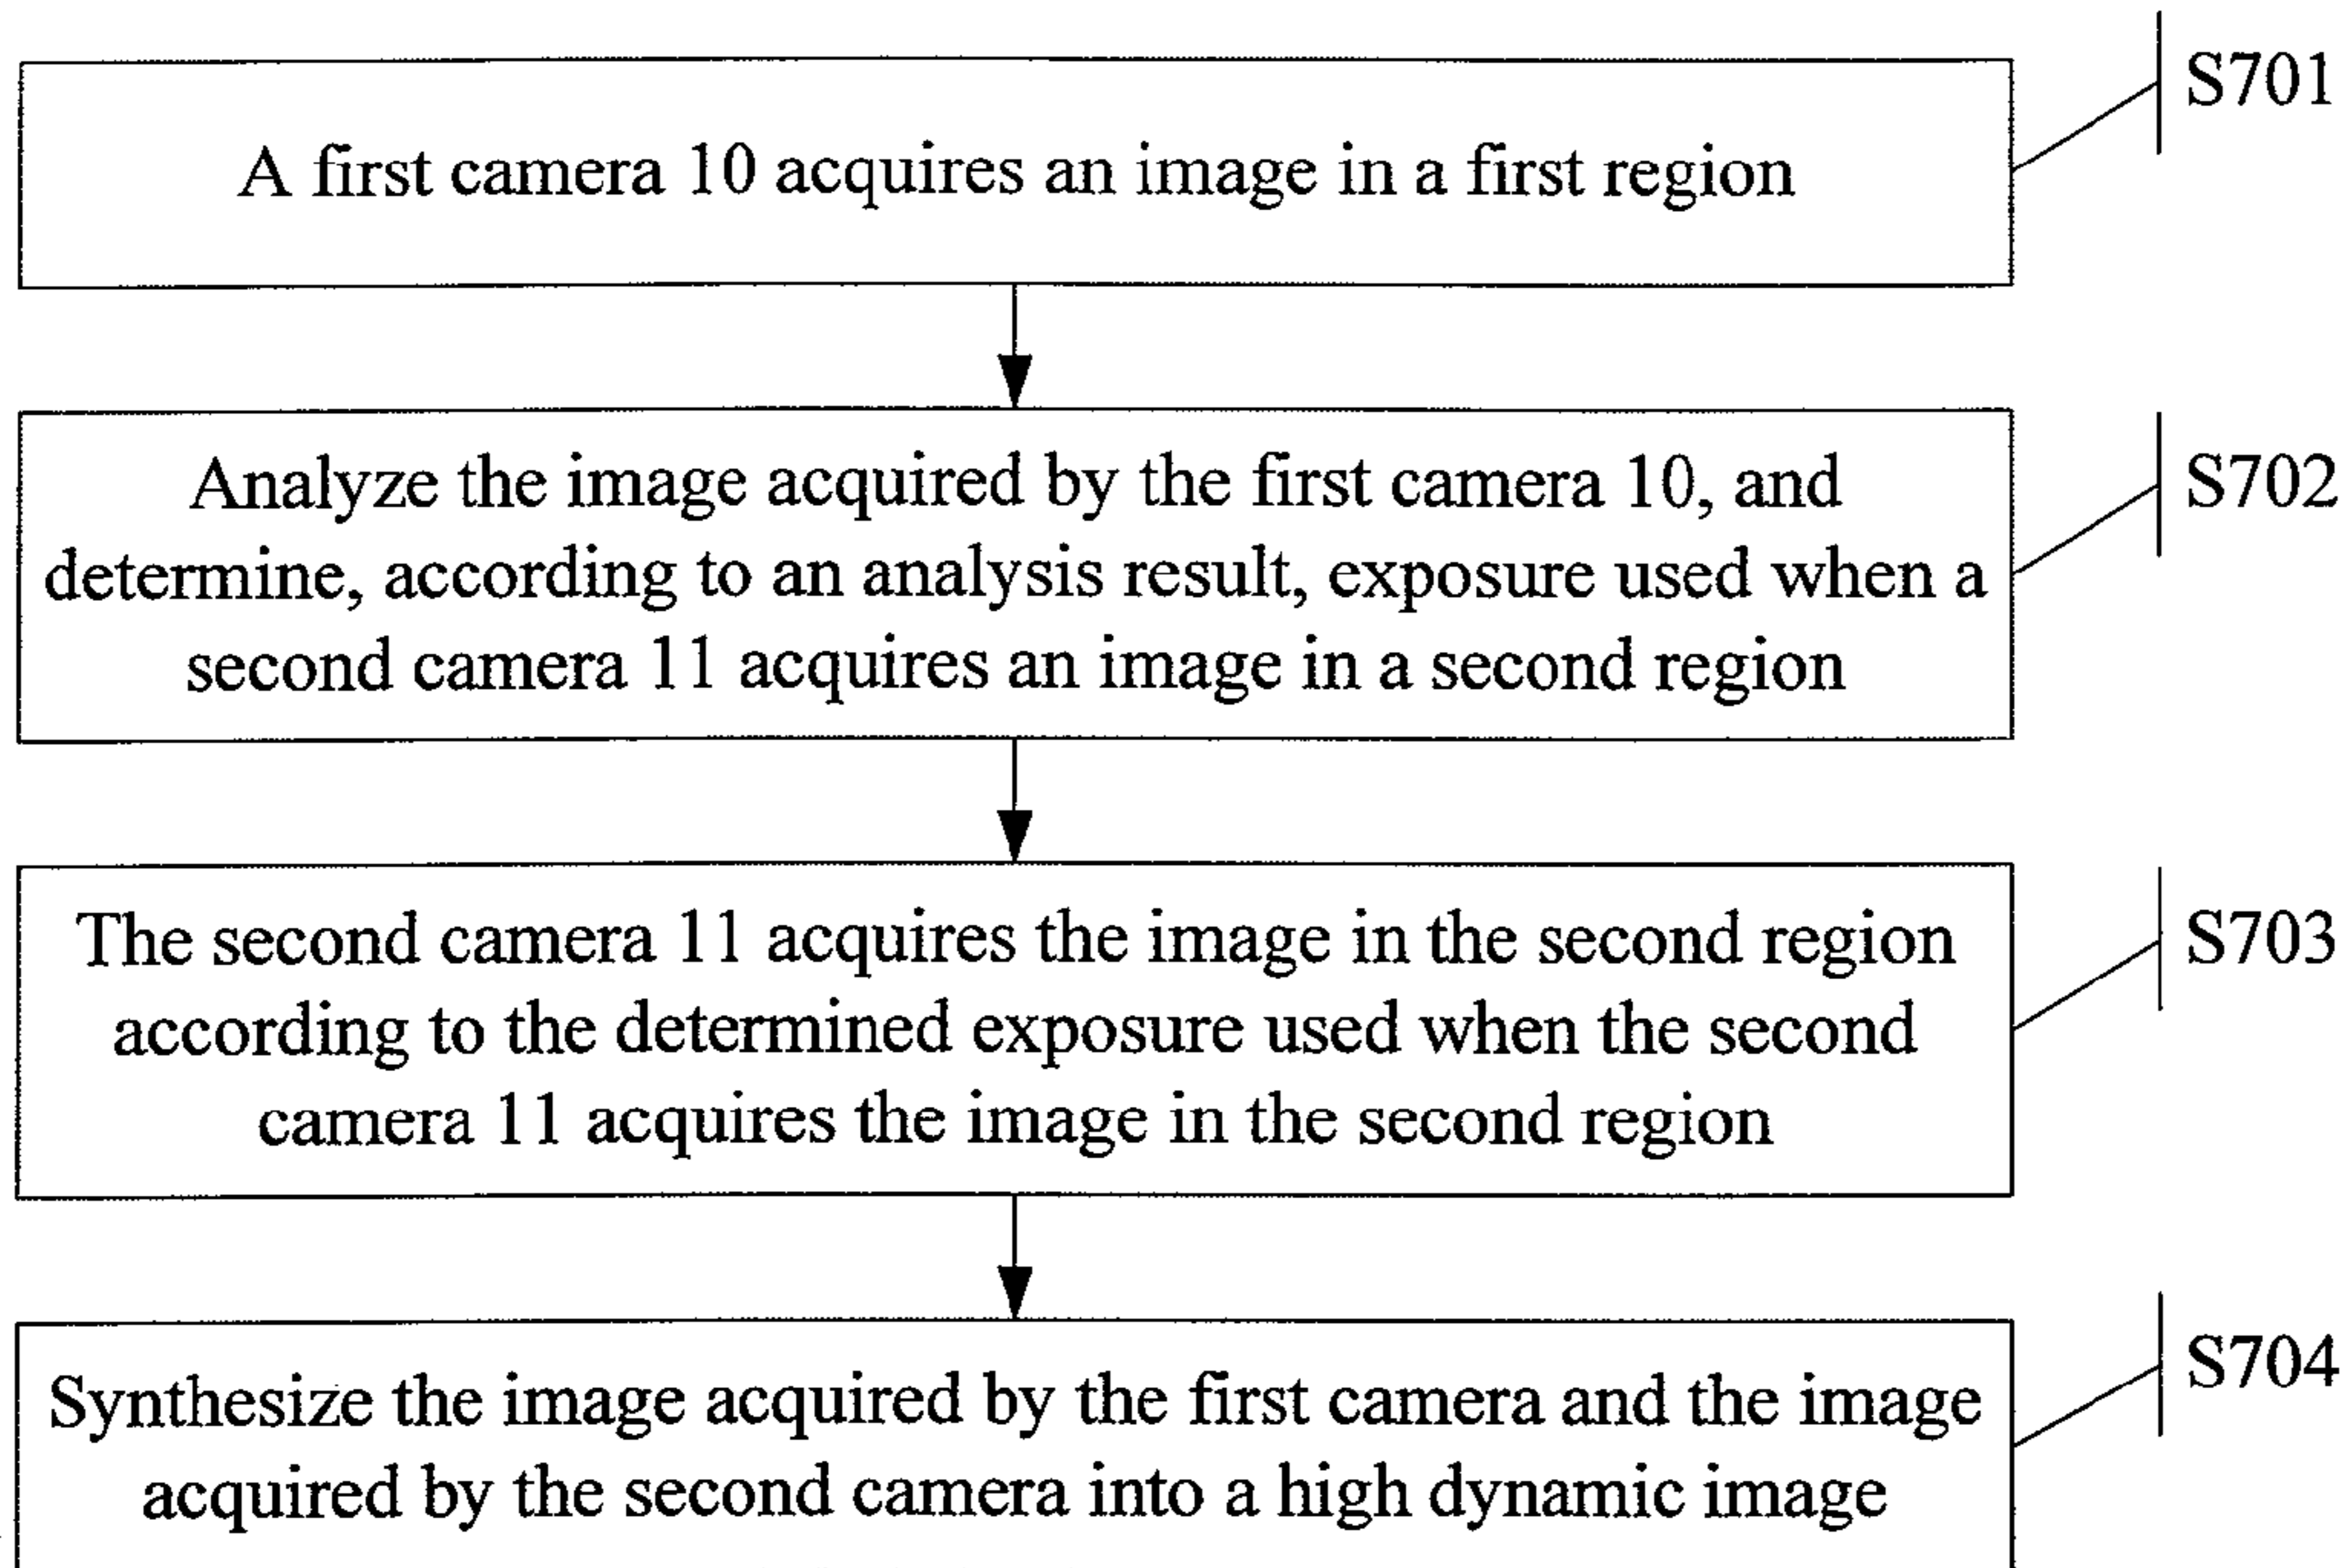 S701
A first camera 10 acquires an image in a first region
Analyze the image acquired by the first camera 10, and
determine, according to an analysis result, exposure used when a
second camera 11 acquires an image in a second region
S702
The second camera 11 acquires the image in the second region
according to the determined exposure used when the second
camera 11 acquires the image in the second region
S703
Synthesize the image acquired by the first camera and the image
acquired by the second camera into a high dynamic image
S704